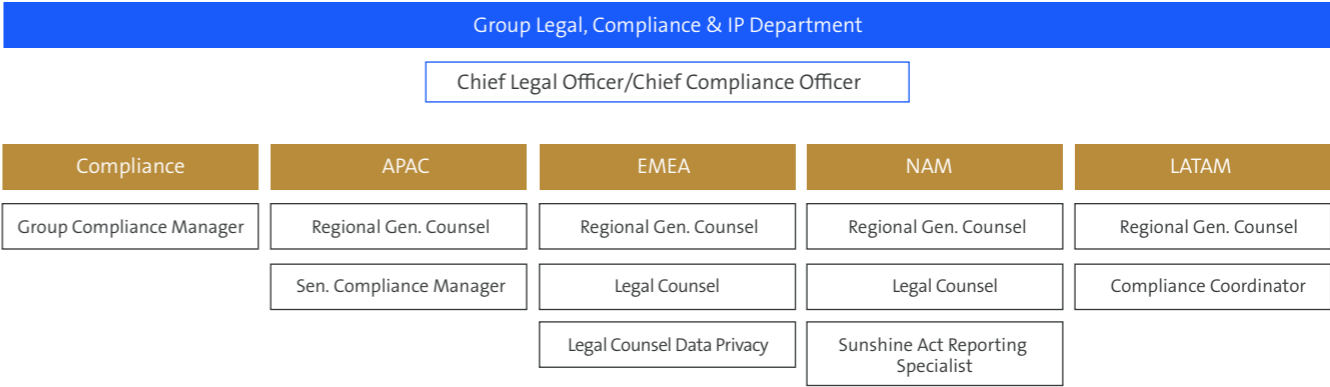 Group Legal, Compliance & IP Department
Chief Legal Officer/Chief Compliance Officer
Compliance
APAC
EMEA
NAM
LATAM
Group Compliance Manager
Regional Gen. Counsel
Regional Gen. Counsel
Regional Gen. Counsel
Regional Gen. Counsel
Sen. Compliance Manager
Legal Counsel
Legal Counsel
Compliance Coordinator
Legal Counsel Data Privacy
Sunshine Act Reporting
Specialist